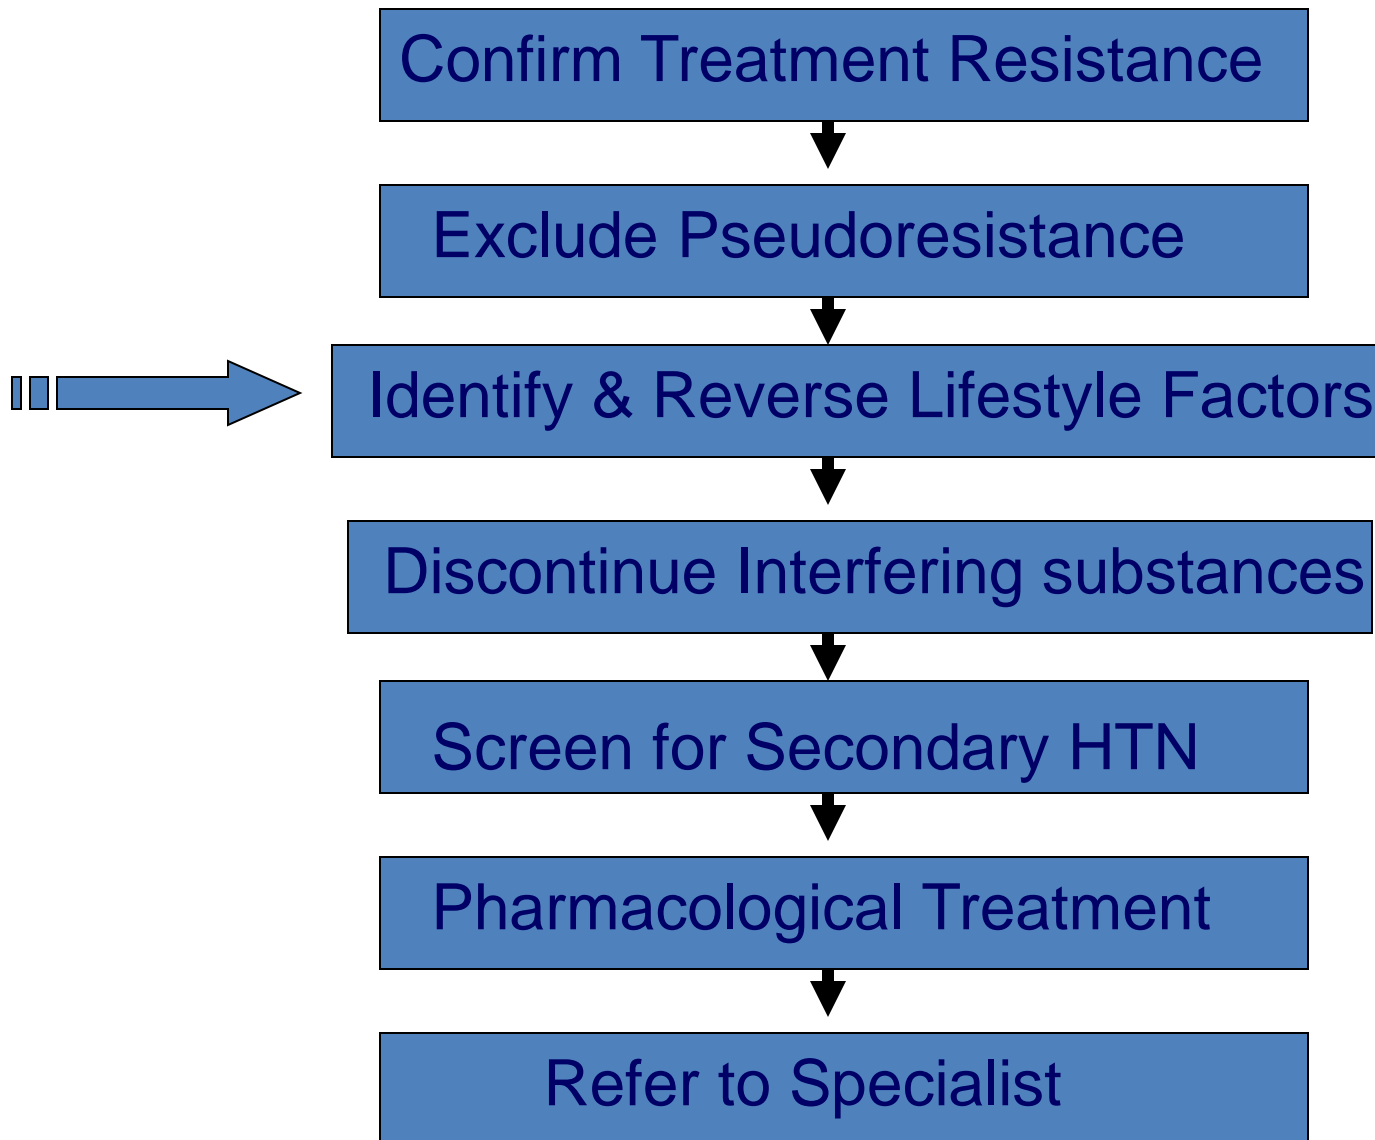 Confirm Treatment Resistance
Exclude Pseudoresistance
Identify & Reverse Lifestyle Factors
Discontinue Interfering substances
Screen for Secondary HTN
Pharmacological Treatment
Refer to Specialist